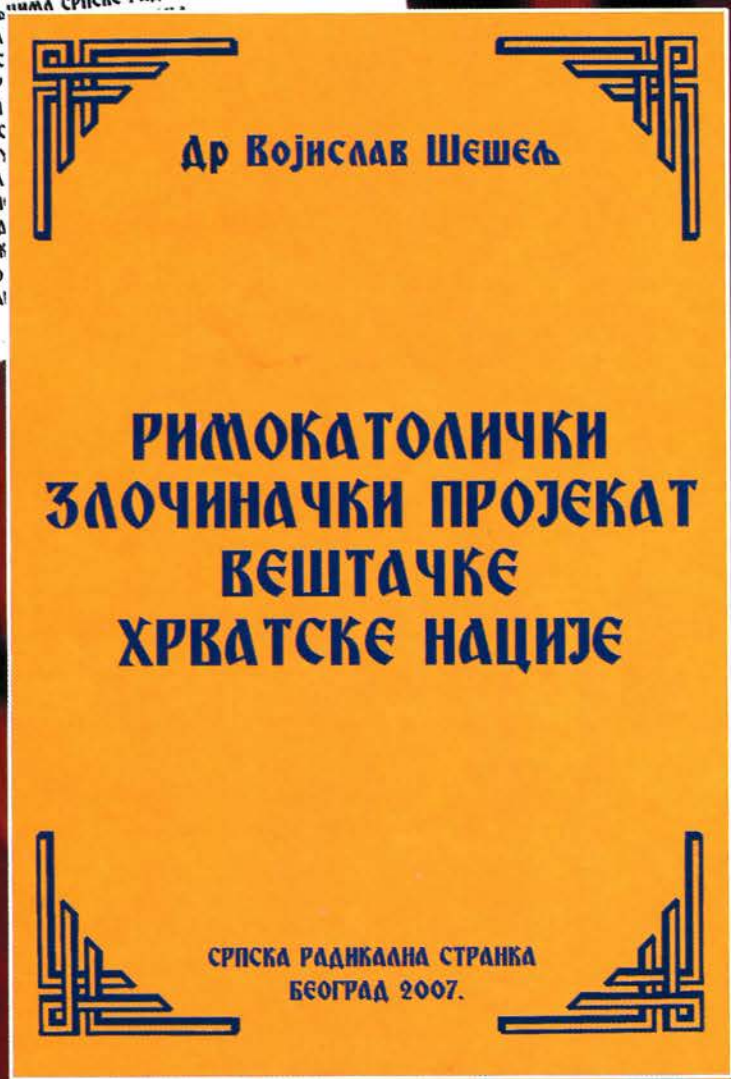 Др Војислав Шешељ
РИМОКАТОЛИЧКИ
ЗЛОЧИНАЧКИ ПРОЈЕКАТ
ВЕШТАЧКЕ
ХРВАТСКЕ НАЦИЈЕ
СРПСКА РАДИКАЛНА СТРАНКА
БЕОГРАД 2007.